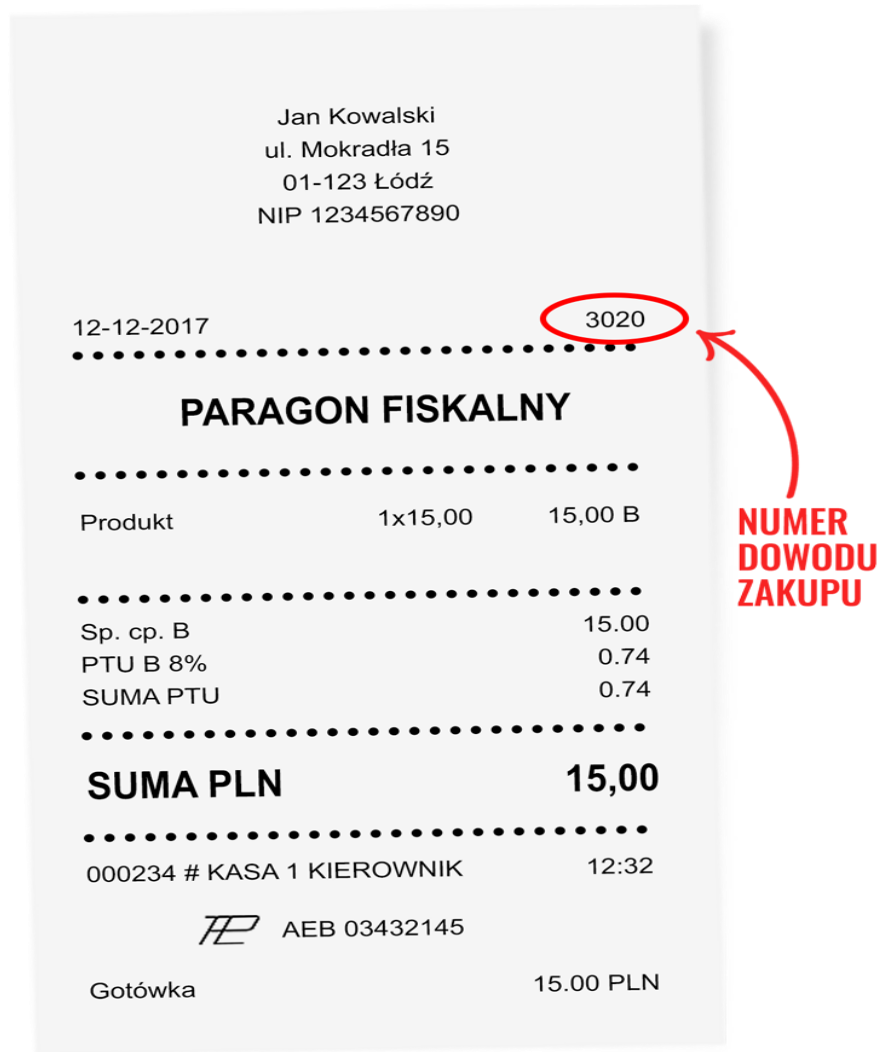 Jan Kowalski
ul. Mokradła 15
01-123 Łódź
NIP 1234567890
12-12-2017 3020
PARAGON FISKALNY
Produkt 1x15,00 15,00 B
Sp. cp. B 15.00
PTU B 8% 0.74
SUMA PTU 0.74
SUMA PLN 15,00
000234 # KASA 1 KIEROWNIK 12:32
AEB 03432145
Gotówka 15.00 PLN
NUMER
DOWODU
ZAKUPU